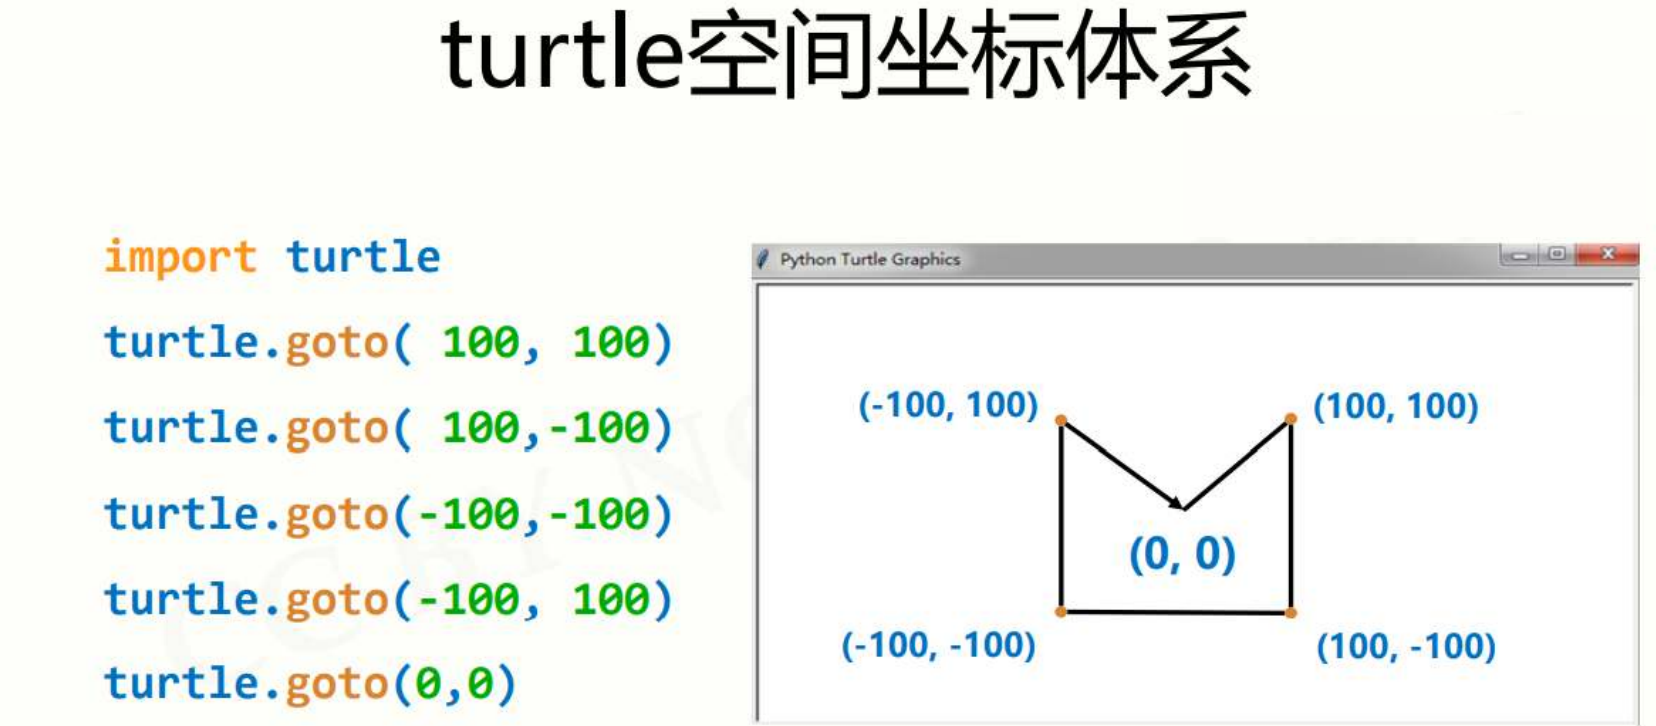 turtle空间坐标体系
import turtle
turtle.goto( 100, 100)
turtle.goto( 100,-100)
turtle.goto(-100,-100)
turtle.goto(-100, 100)
turtle.goto(0,0)
Python Turtle Graphics
(-100, 100)
(100, 100)
(0, 0)
(-100, -100)
(100, -100)